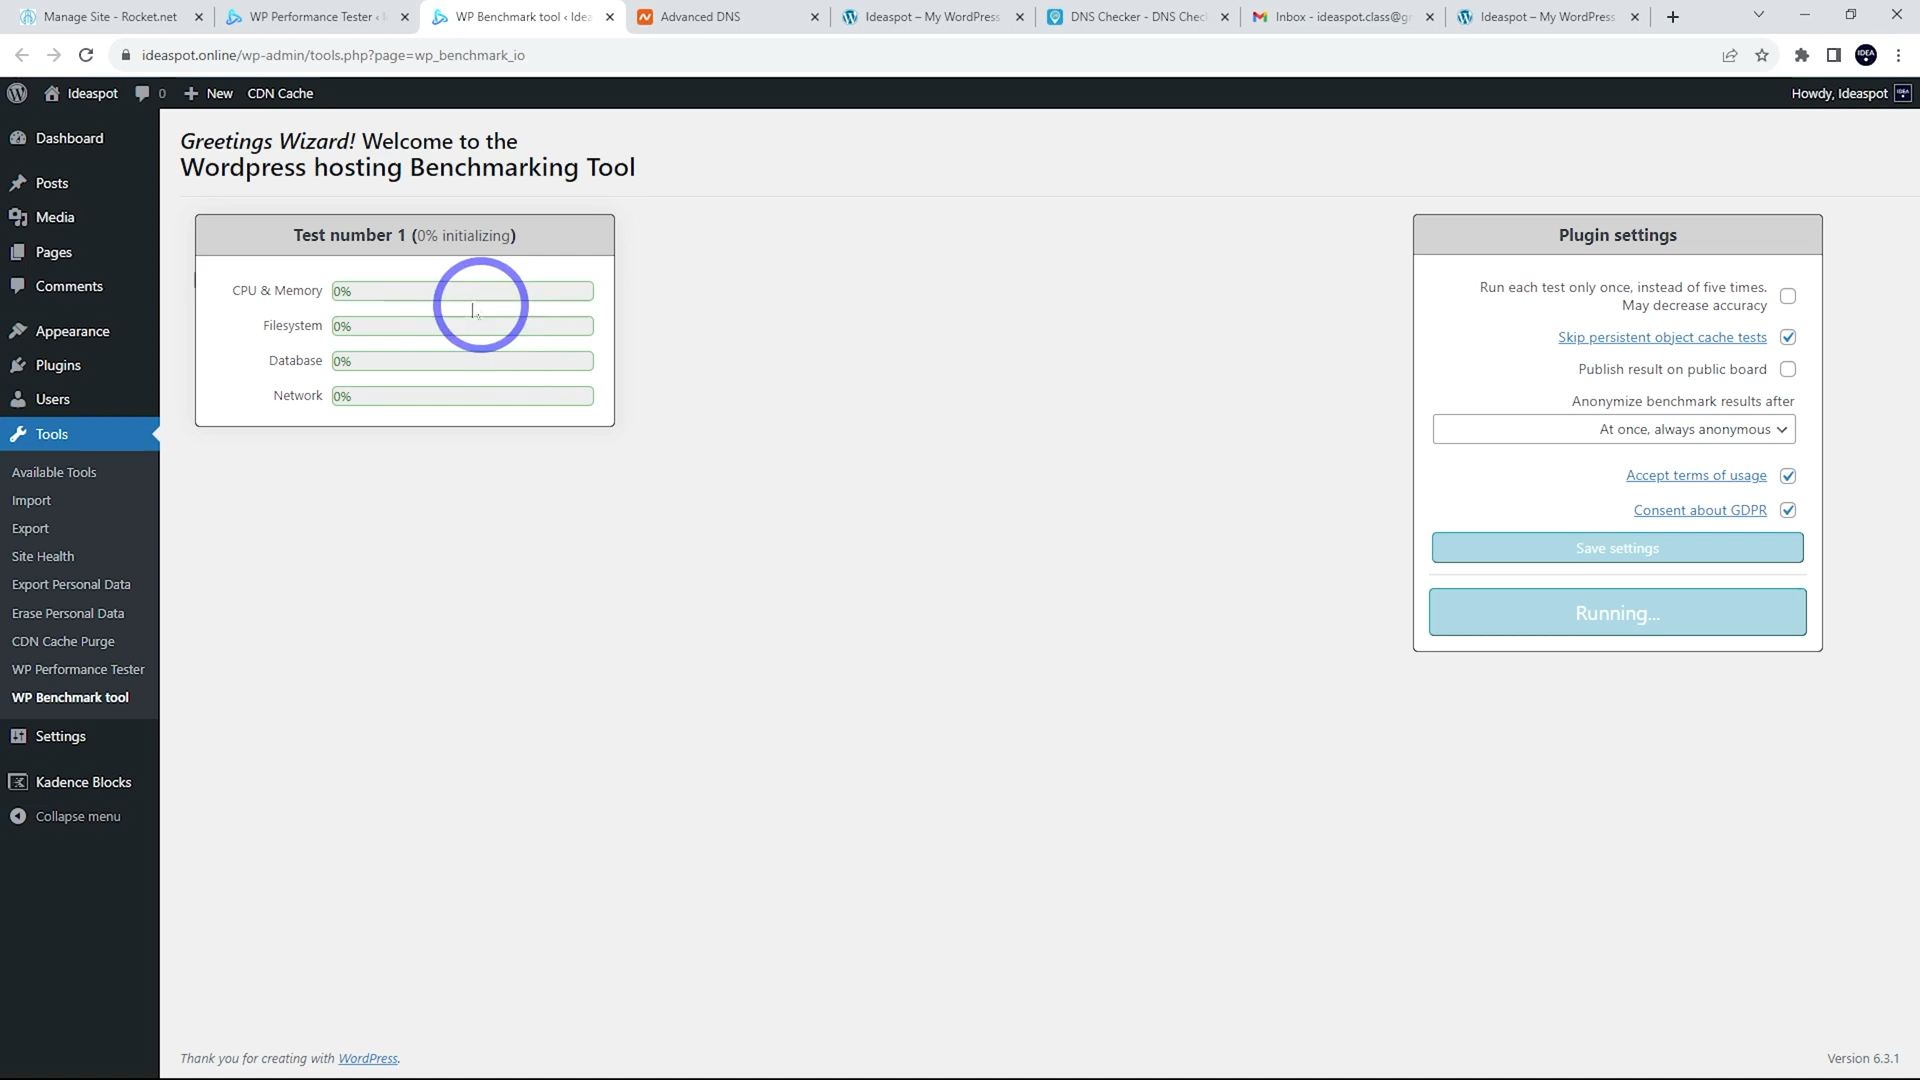 Manage Site - Rocket.net
WP Performance Tester ‹
WP Benchmark tool ‹ Idea
Advanced DNS
Ideaspot – My WordPress
DNS Checker - DNS Chec
Inbox - ideaspot.class@g
Ideaspot – My WordPress
ideaspot.online/wp-admin/tools.php?page=wp_benchmark_io
IDEA
Ideaspot
0
New
CDN Cache
Howdy, Ideaspot
Dashboard
Posts
Media
Pages
Comments
Appearance
Plugins
Users
Tools
Available Tools
Import
Export
Site Health
Export Personal Data
Erase Personal Data
CDN Cache Purge
WP Performance Tester
WP Benchmark tool
Settings
Kadence Blocks
Collapse menu
Greetings Wizard! Welcome to the
Wordpress hosting Benchmarking Tool
Test number 1 (0% initializing)
CPU & Memory 0%
Filesystem 0%
Database 0%
Network 0%
Plugin settings
Run each test only once, instead of five times.
May decrease accuracy
Skip persistent object cache tests
Publish result on public board
Anonymize benchmark results after
At once, always anonymous
Accept terms of usage
Consent about GDPR
Save settings
Running...
Thank you for creating with WordPress.
Version 6.3.1